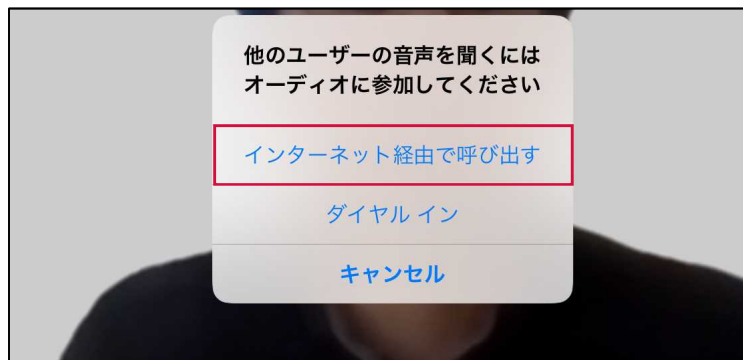 他のユーザーの音声を聞くには
オーディオに参加してください
インターネット経由で呼び出す
ダイヤル イン
キャンセル